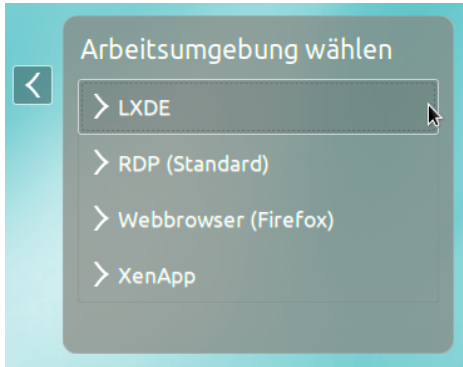 Arbeitsumgebung wählen
LXDE
RDP (Standard)
Webbrowser (Firefox)
XenApp